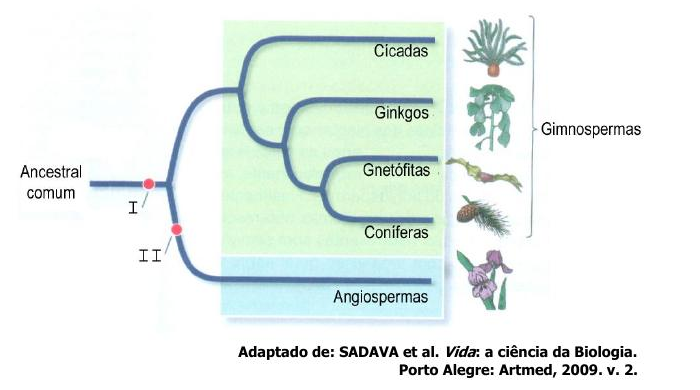 Cícadas
Ginkgos
Gimnospermas
Gnetófitas
Ancestral
comum
I
Coníferas
II
Angiospermas
Adaptado de: SADAVA et al. Vida: a ciência da Biologia.
Porto Alegre: Artmed, 2009. v. 2.